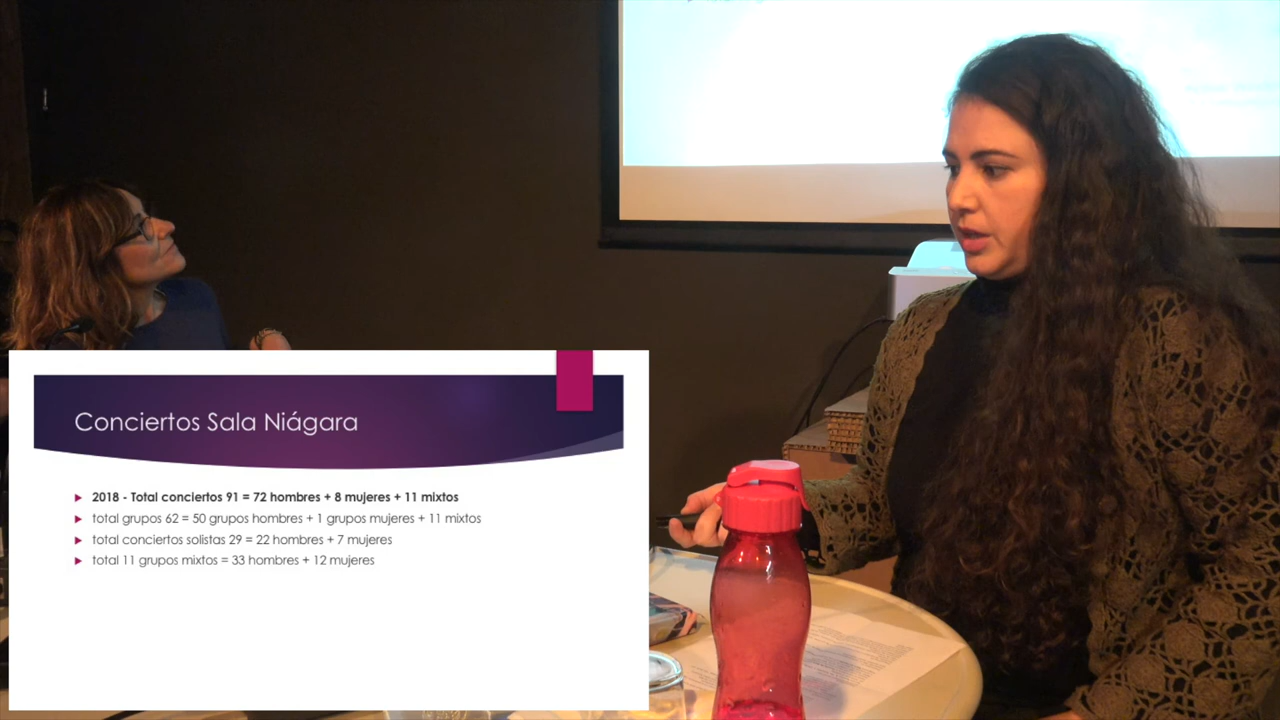 Conciertos Sala Niágara
2018 - Total conciertos 91 = 72 hombres + 8 mujeres + 11 mixtos
total grupos 62 = 50 grupos hombres + 1 grupos mujeres + 11 mixtos
total conciertos solistas 29 = 22 hombres + 7 mujeres
total 11 grupos mixtos = 33 hombres + 12 mujeres